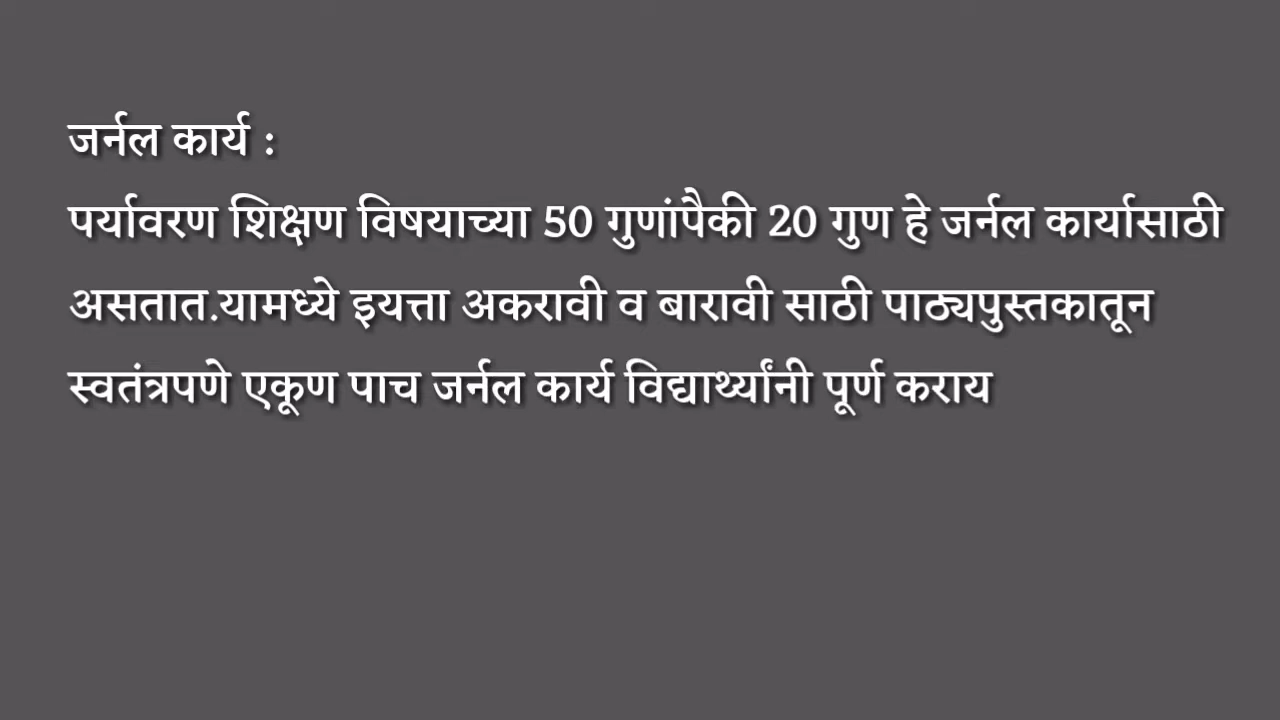 जर्नल कार्य :
पर्यावरण शिक्षण विषयाच्या 50 गुणांपैकी 20 गुण हे जर्नल कार्यासाठी
असतात.यामध्ये इयत्ता अकरावी व बारावी साठी पाठ्यपुस्तकातून
स्वतंत्रपणे एकूण पाच जर्नल कार्य विद्यार्थ्यांनी पूर्ण कराय